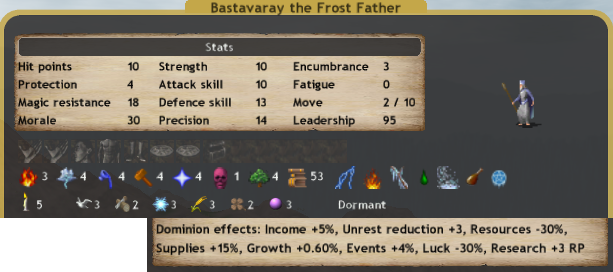 Bastavaray the Frost Father
Stats
Hit points 10 Strength 10 Encumbrance 3
Protection 4 Attack skill 10 Fatigue 0
Magic resistance 18 Defence skill 13 Move 2 / 10
Morale 30 Precision 14 Leadership 95
3 4 4 4 4 1 4 53
5 3 2 3 3 2 3 Dormant
Dominion effects: Income +5%, Unrest reduction +3, Resources -30%,
Supplies +15%, Growth +0.60%, Events +4%, Luck -30%, Research +3 RP